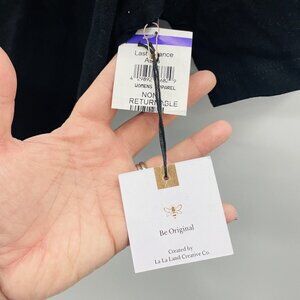 Last Chance
WOMENS APPAREL
NON
RETURNABLE
Be Original
Created by
La La Land Creative Co.